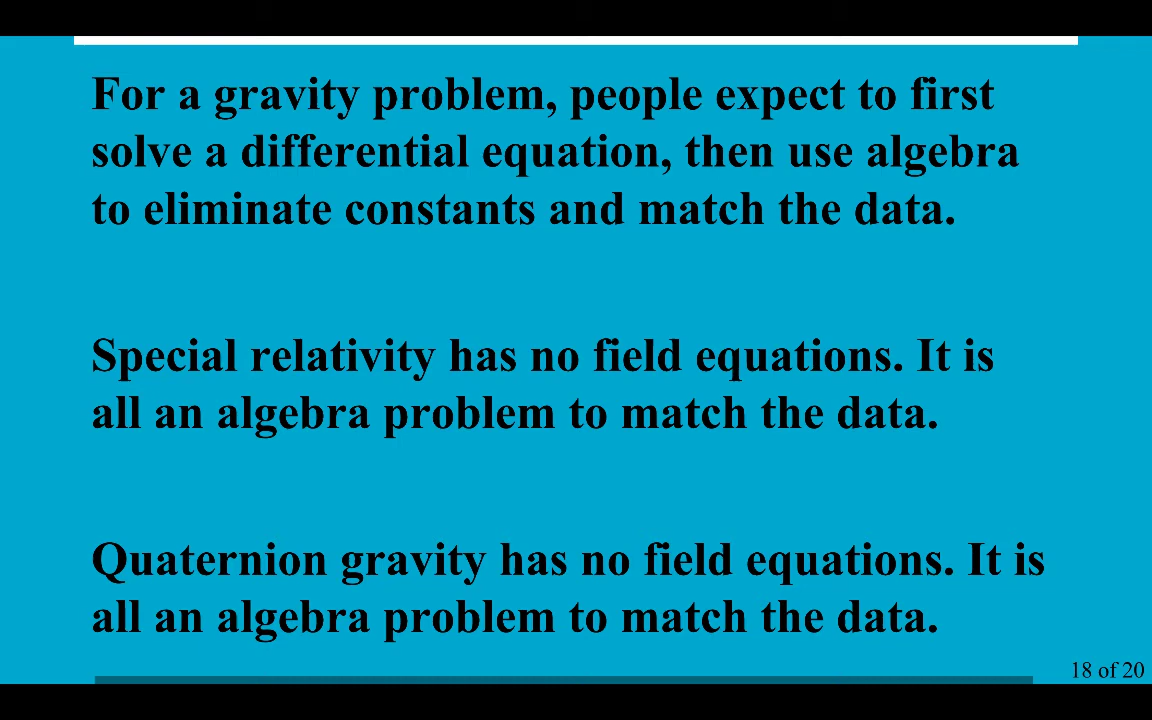 For a gravity problem, people expect to first
solve a differential equation, then use algebra
to eliminate constants and match the data.
Special relativity has no field equations. It is
all an algebra problem to match the data.
Quaternion gravity has no field equations. It is
all an algebra problem to match the data.
18 of 20